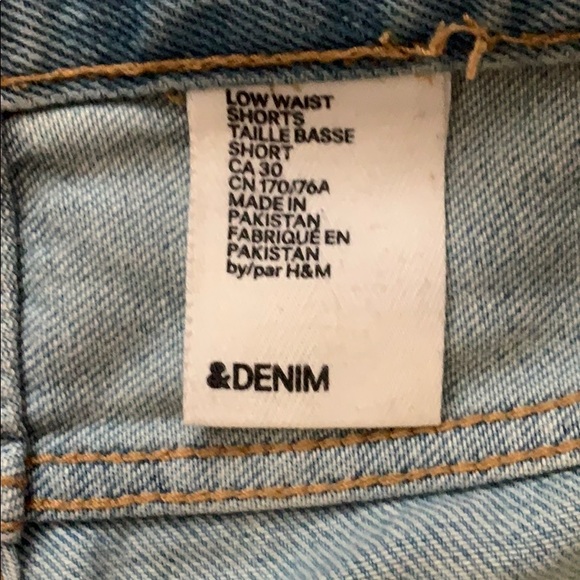 LOW WAIST
SHORTS
TAILLE BASSE
SHORT
CA 30
CN 170/76A
MADE IN
PAKISTAN
FABRIQUÉ EN
PAKISTAN
by/par H&M
&DENIM